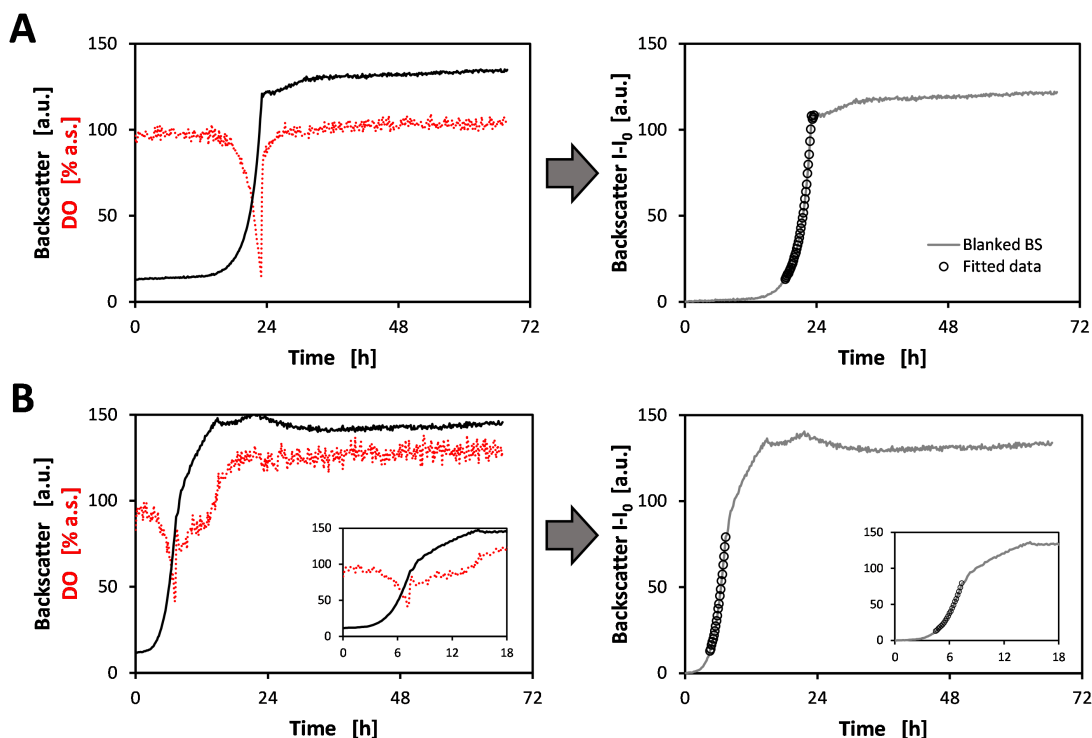 A
Backscatter [a.u.]
DO [% a.s.]
150
100
50
0
0 24 48 72
Time [h]
Backscatter I-I0 [a.u.]
150
100
50
0
Blanked BS
Fitted data
0 24 48 72
Time [h]
B
Backscatter [a.u.]
DO [% a.s.]
150
100
50
0
150
100
50
0
0 6 12 18
0 24 48 72
Time [h]
Backscatter I-I0 [a.u.]
150
100
50
0
150
100
50
0
0 6 12 18
0 24 48 72
Time [h]